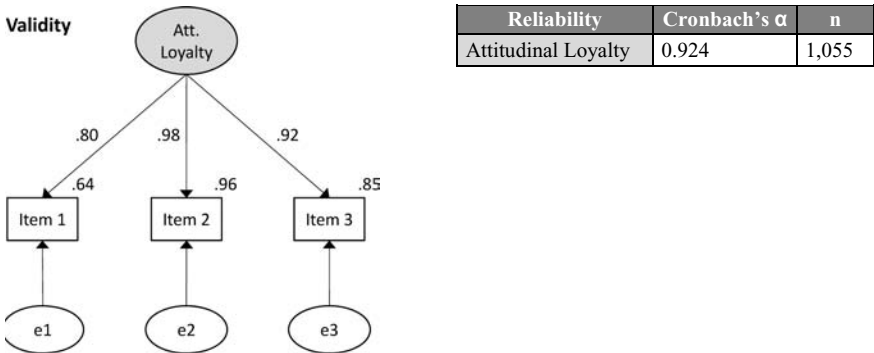 Validity
Att.
Loyalty
.80 .98 .92
.64 .96 .85
Item 1 Item 2 Item 3
e1 e2 e3
Reliability Cronbach's α n
Attitudinal Loyalty 0.924 1,055